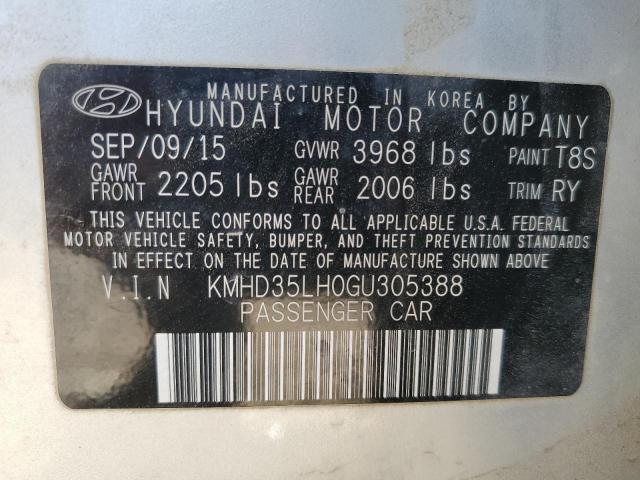 MANUFACTURED IN KOREA BY
HYUNDAI MOTOR COMPANY
SEP/09/15 GVWR 3968 lbs PAINT T8S
GAWR FRONT 2205 lbs GAWR REAR 2006 lbs TRIM RY
THIS VEHICLE CONFORMS TO ALL APPLICABLE U.S.A. FEDERAL
MOTOR VEHICLE SAFETY, BUMPER, AND THEFT PREVENTION STANDARDS
IN EFFECT ON THE DATE OF MANUFACTURE SHOWN ABOVE
V.I.N KMHD35LH0GU305388
PASSENGER CAR